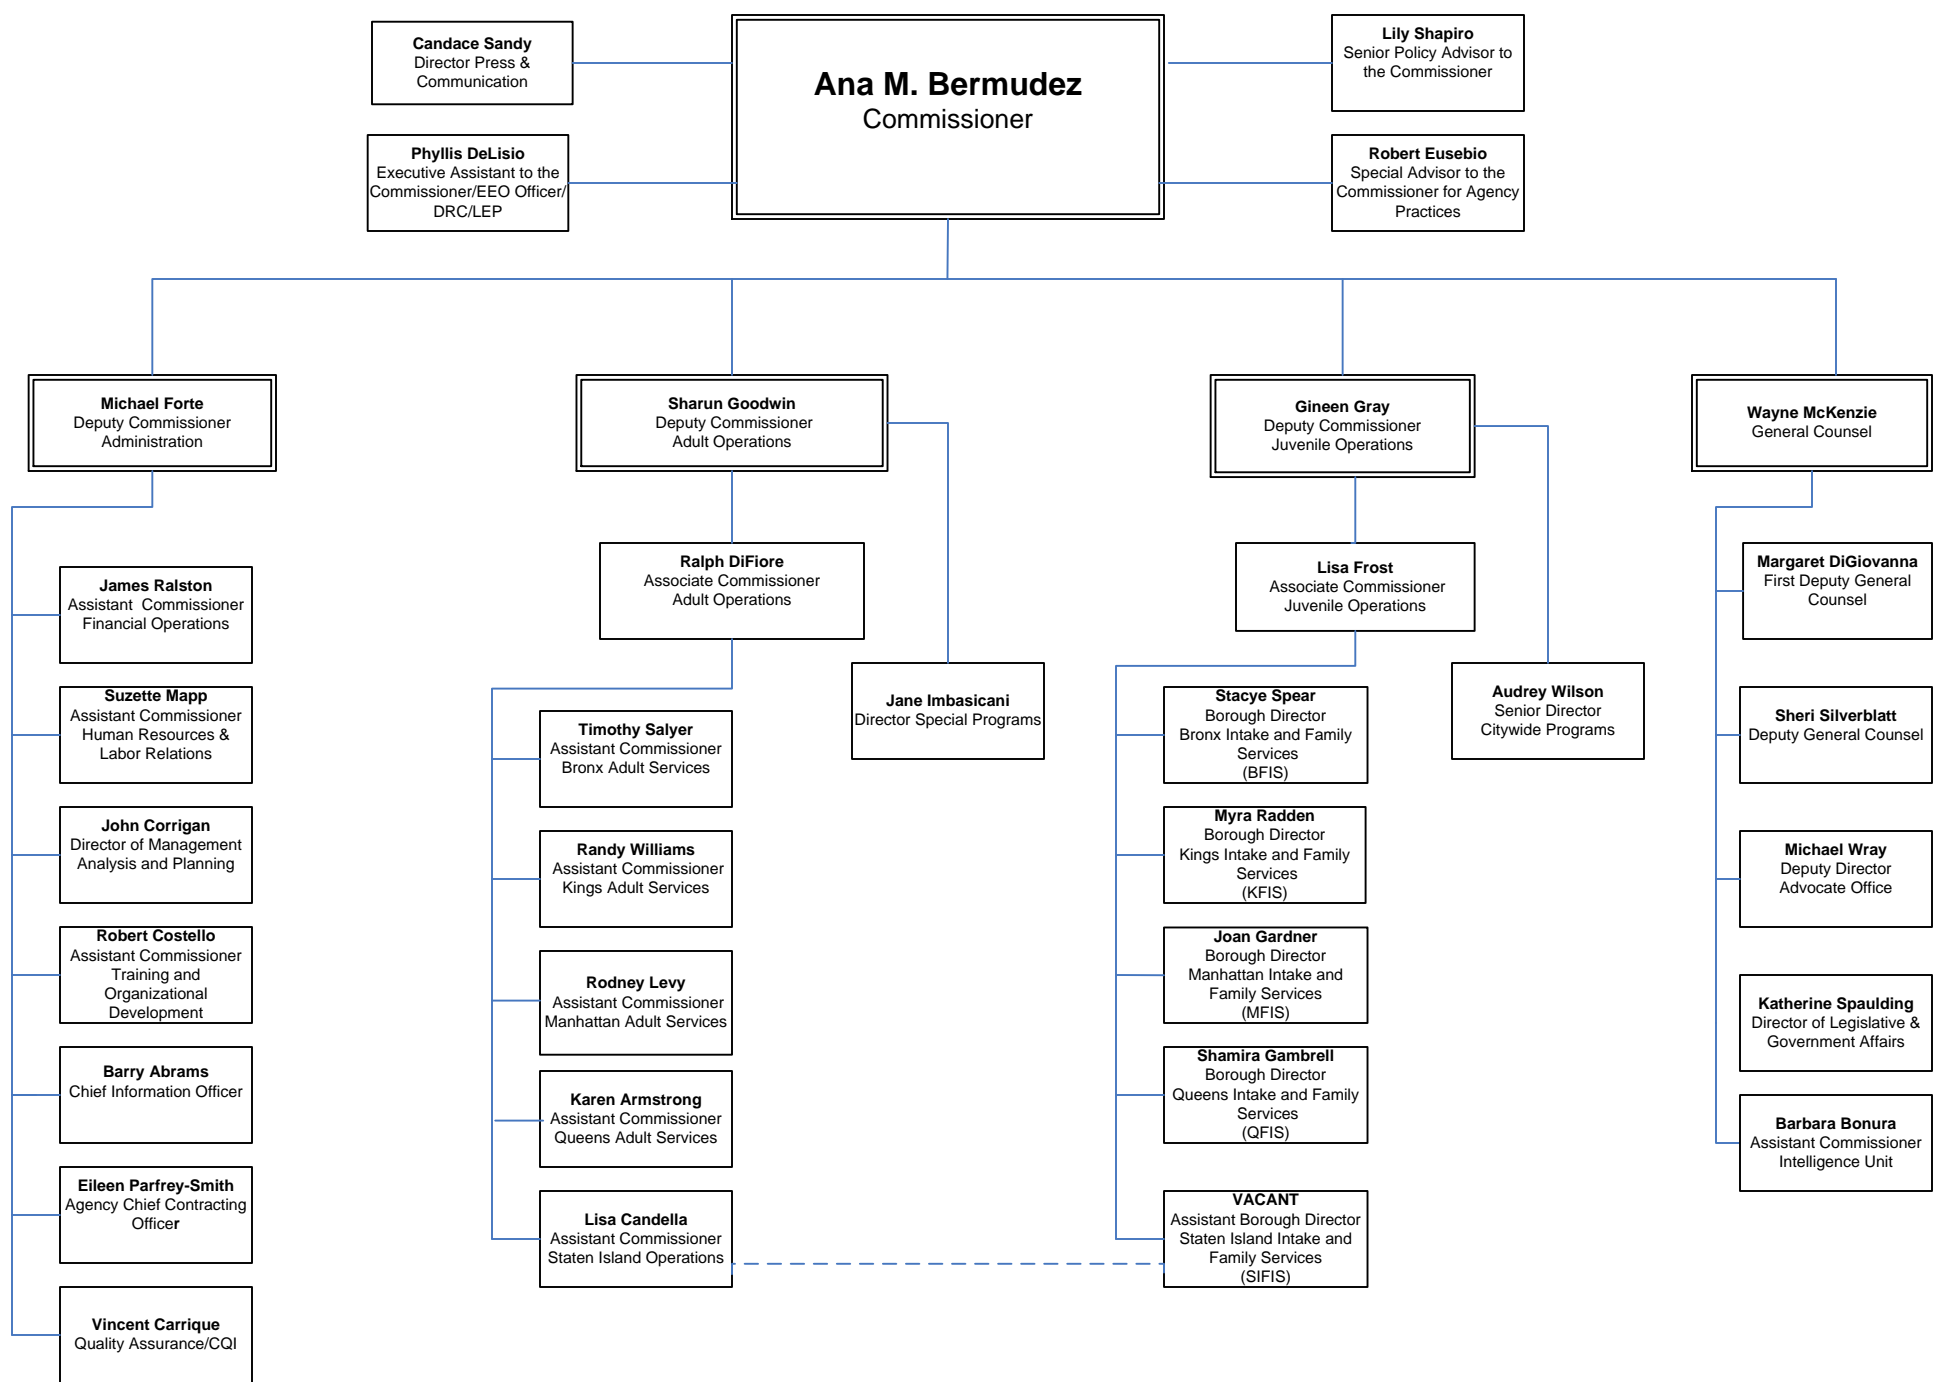 Candace Sandy
Director Press &
Communication
Ana M. Bermudez
Commissioner
Lily Shapiro
Senior Policy Advisor to
the Commissioner
Phyllis DeLisio
Executive Assistant to the
Commissioner/EEO Officer/
DRC/LEP
Robert Eusebio
Special Advisor to the
Commissioner for Agency
Practices
Michael Forte
Deputy Commissioner
Administration
Sharun Goodwin
Deputy Commissioner
Adult Operations
Gineen Gray
Deputy Commissioner
Juvenile Operations
Wayne McKenzie
General Counsel
James Ralston
Assistant Commissioner
Financial Operations
Suzette Mapp
Assistant Commissioner
Human Resources &
Labor Relations
John Corrigan
Director of Management
Analysis and Planning
Robert Costello
Assistant Commissioner
Training and
Organizational
Development
Barry Abrams
Chief Information Officer
Eileen Parfrey-Smith
Agency Chief Contracting
Officer
Vincent Carrique
Quality Assurance/CQI
Ralph DiFiore
Associate Commissioner
Adult Operations
Jane Imbasicani
Director Special Programs
Timothy Salyer
Assistant Commissioner
Bronx Adult Services
Randy Williams
Assistant Commissioner
Kings Adult Services
Rodney Levy
Assistant Commissioner
Manhattan Adult Services
Karen Armstrong
Assistant Commissioner
Queens Adult Services
Lisa Candella
Assistant Commissioner
Staten Island Operations
Lisa Frost
Associate Commissioner
Juvenile Operations
Audrey Wilson
Senior Director
Citywide Programs
Stacye Spear
Borough Director
Bronx Intake and Family
Services
(BFIS)
Myra Radden
Borough Director
Kings Intake and Family
Services
(KFIS)
Joan Gardner
Borough Director
Manhattan Intake and
Family Services
(MFIS)
Shamira Gambrell
Borough Director
Queens Intake and Family
Services
(QFIS)
VACANT
Assistant Borough Director
Staten Island Intake and
Family Services
(SIFIS)
Margaret DiGiovanna
First Deputy General
Counsel
Sheri Silverblatt
Deputy General Counsel
Michael Wray
Deputy Director
Advocate Office
Katherine Spaulding
Director of Legislative &
Government Affairs
Barbara Bonura
Assistant Commissioner
Intelligence Unit